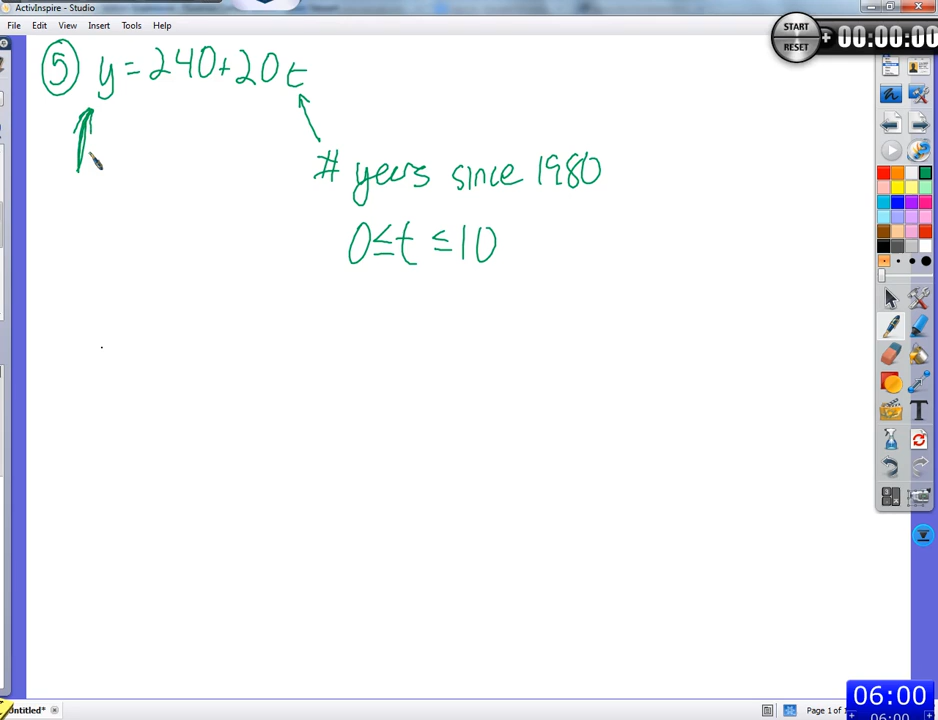 ActivInspire - Studio
File Edit View Insert Tools Help
START
RESET
00:00:00
⑤ y = 240 + 20t
# years since 1980
0 ≤ t ≤ 10
T
06:00
Untitled*
Page 1 of